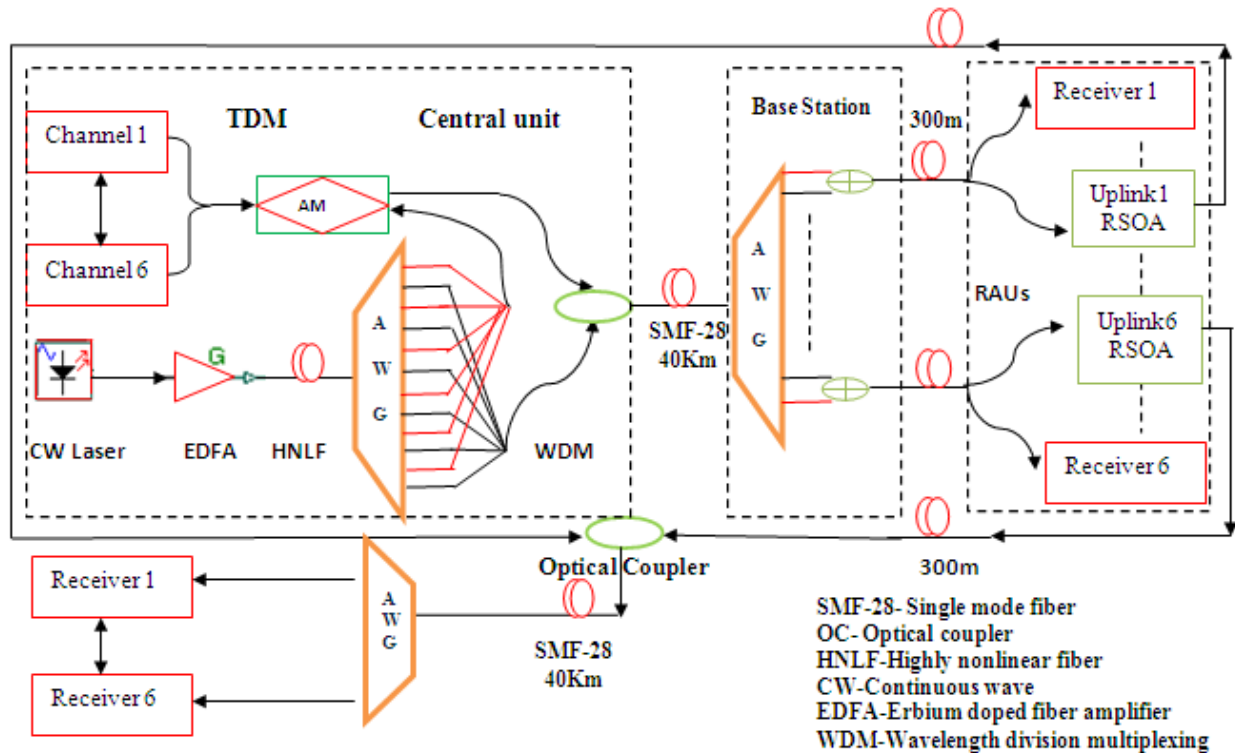 TDM
Central unit
Base Station
300m
Channel 1
Channel 6
AM
A
W
G
G
CW Laser
EDFA
HNLF
WDM
SMF-28
40Km
A
W
G
Receiver 1
Uplink1
RSOA
RAUs
Uplink6
RSOA
Receiver 6
Optical Coupler
300m
Receiver 1
Receiver 6
A
W
G
SMF-28
40Km
SMF-28- Single mode fiber
OC- Optical coupler
HNLF-Highly nonlinear fiber
CW-Continuous wave
EDFA-Erbium doped fiber amplifier
WDM-Wavelength division multiplexing